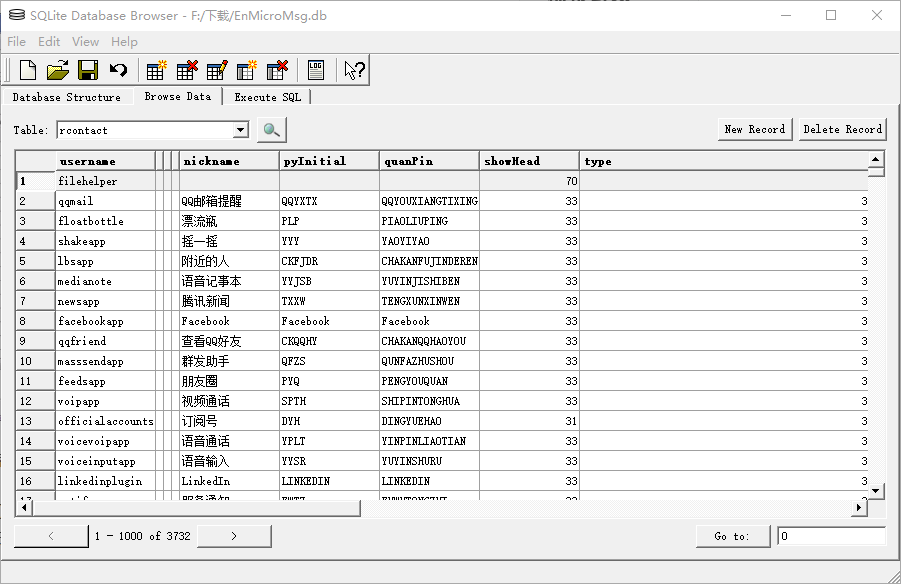 SQLite Database Browser - F:/下载/EnMicroMsg.db
File Edit View Help
LOG
Database Structure Browse Data Execute SQL
Table: rcontact New Record Delete Record
username nickname pyInitial quanPin showHead type
1 filehelper 70
2 qqmail QQ邮箱提醒 QQYXTX QQYOUXIANGTIXING 33 3
3 floatbottle 漂流瓶 PLP PIAOLIUPING 33 3
4 shakeapp 摇一摇 YYY YAOYIYAO 33 3
5 lbsapp 附近的人 CKFJDR CHAKANFUJINDEREN 33 3
6 medianote 语音记事本 YYJSB YUYINJISHIBEN 33 3
7 newsapp 腾讯新闻 TXXW TENGXUNXINWEN 33 3
8 facebookapp Facebook Facebook Facebook 33 3
9 qqfriend 查看QQ好友 CKQQHY CHAKANQQHAOYOU 33 3
10 masssendapp 群发助手 QFZS QUNFAZHUSHOU 33 3
11 feedsapp 朋友圈 PYQ PENGYOUQUAN 33 3
12 voipapp 视频通话 SPTH SHIPINTONGHUA 33 3
13 officialaccounts 订阅号 DYH DINGYUEHAO 31 3
14 voicevoipapp 语音通话 YPLT YINPINLIAOTIAN 33 3
15 voiceinputapp 语音输入 YYSR YUYINSHURU 33 3
16 linkedinplugin LinkedIn LINKEDIN LINKEDIN 33 3
< 1 - 1000 of 3732 > Go to: 0